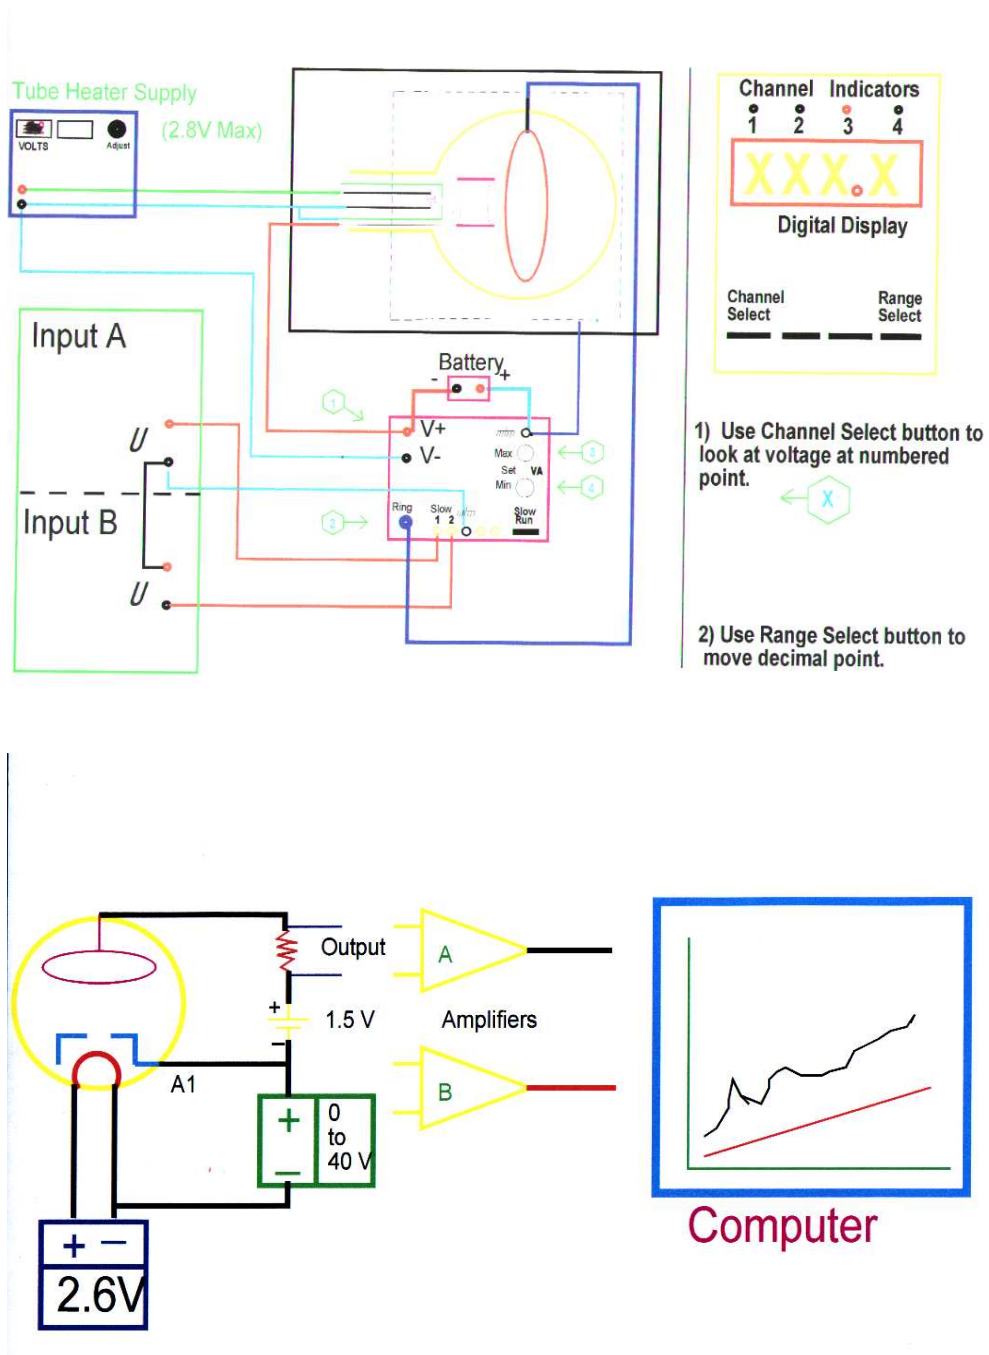 Tube Heater Supply
(2.8V Max)
VOLTS
Adjust
Channel Indicators
1 2 3 4
XXX.X
Digital Display
Channel Select
Range Select
Input A
U
Input B
U
Battery
- +
1
V+
V-
Max
Set VA
Min
3
4
2
Ring
Slow
1 2
Slow
Run
1) Use Channel Select button to
look at voltage at numbered
point.
X
2) Use Range Select button to
move decimal point.
Output
A
+
1.5 V
−
Amplifiers
A1
B
+
0
to
40 V
−
+ −
2.6V
Computer